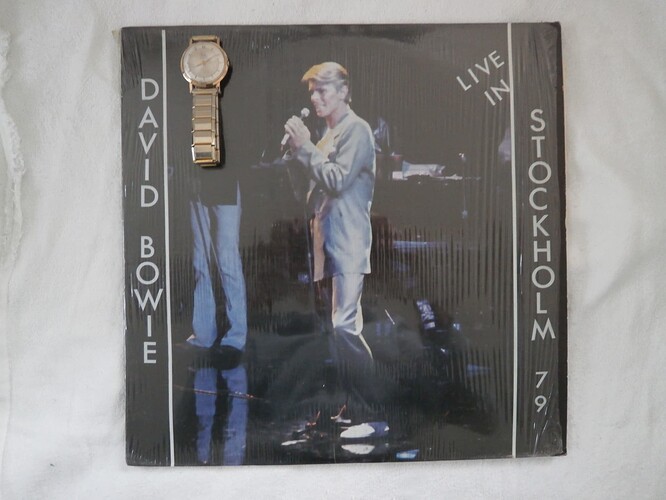 DAVID BOWIE
LIVE
IN
STOCKHOLM 79